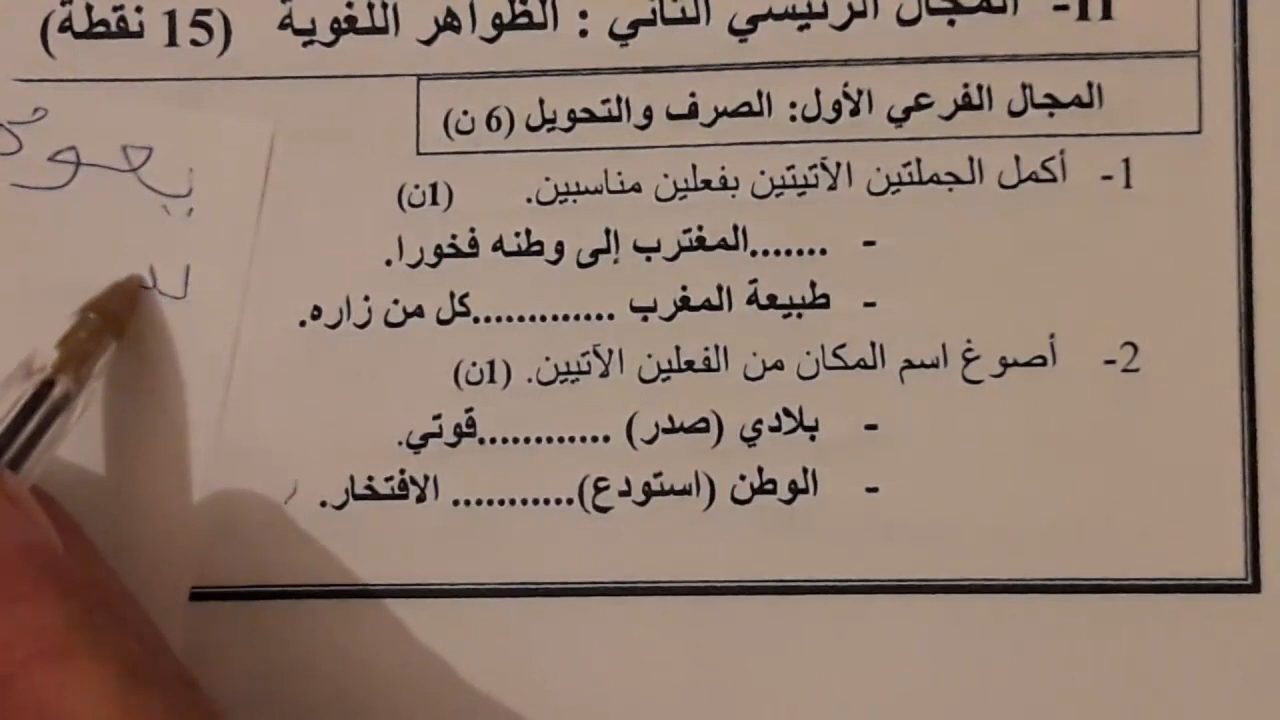 II- المجال الرئيسي الثاني : الظواهر اللغوية (15 نقطة)
المجال الفرعي الأول: الصرف والتحويل (6 ن)
1- أكمل الجملتين الآتيتين بفعلين مناسبين. (1ن)
- .......المغترب إلى وطنه فخورا.
- طبيعة المغرب .............كل من زاره.
2- أصوغ اسم المكان من الفعلين الآتيين. (1ن)
- بلادي (صدر) ............قوتي.
- الوطن (استودع)........... الافتخار.
يعود